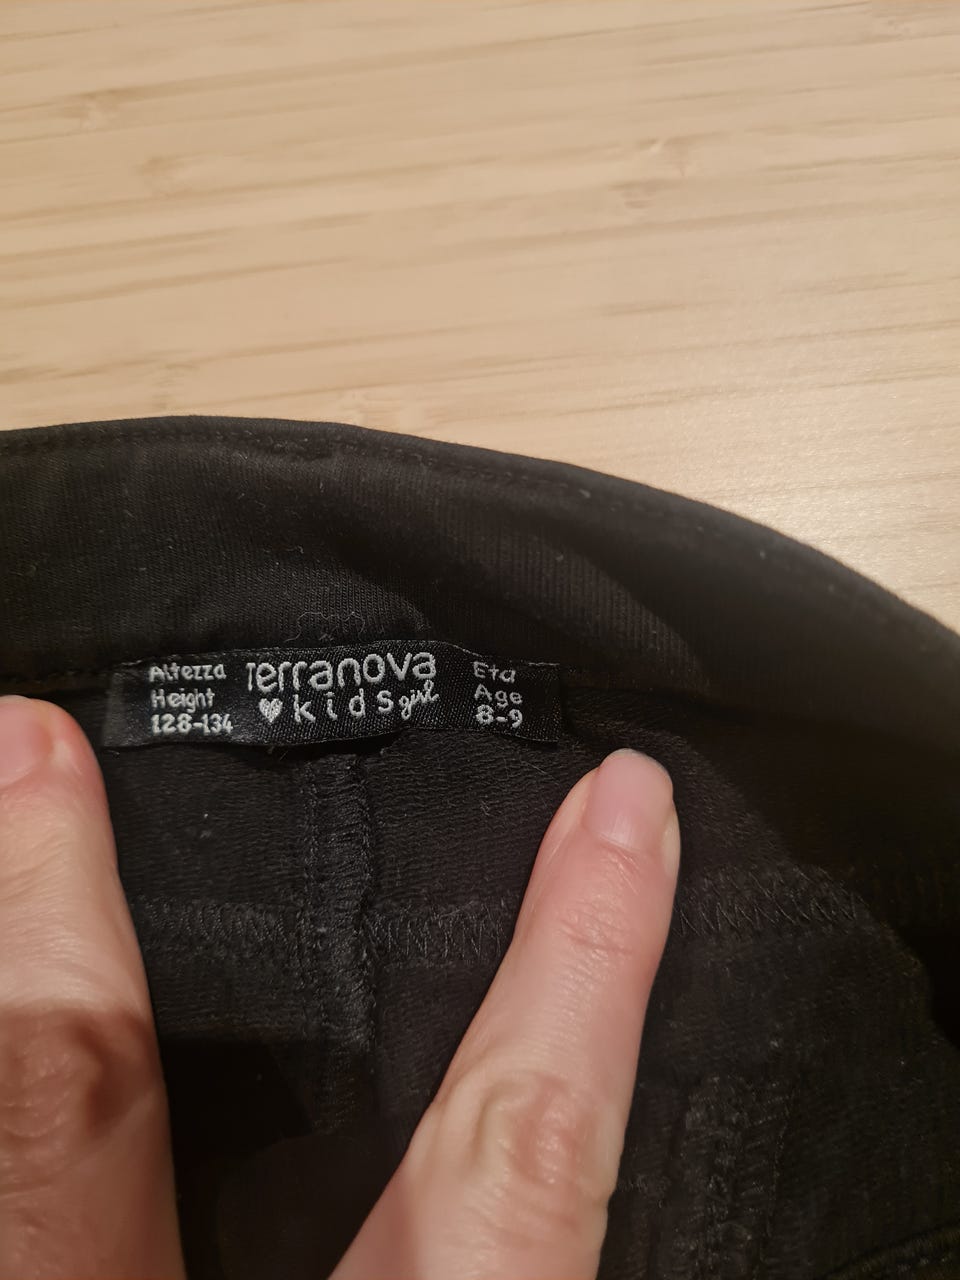 Altezza
Height
128-134
Terranova
kids girl
Età
Age
8-9